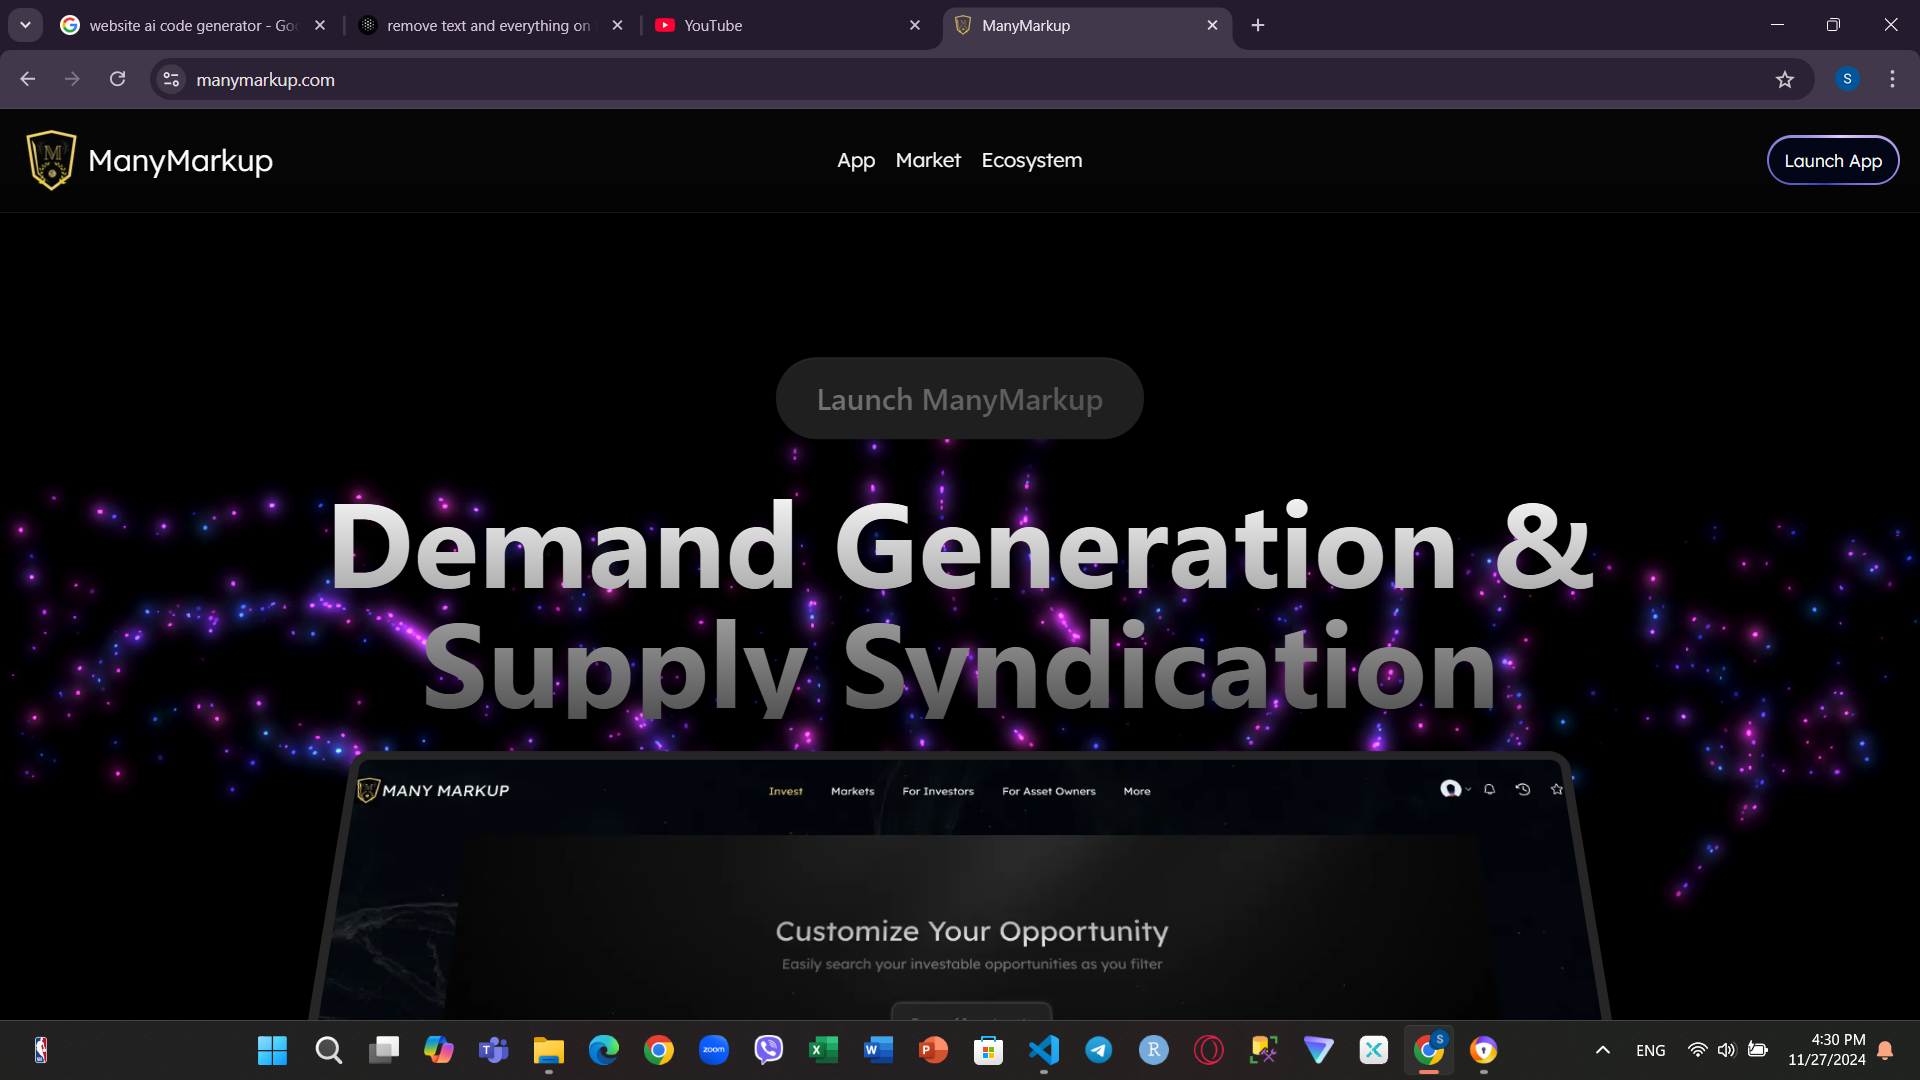 website ai code generator - Goo
remove text and everything on
YouTube
ManyMarkup
manymarkup.com
S
M
ManyMarkup
App
Market
Ecosystem
Launch App
Launch ManyMarkup
Demand Generation &
Supply Syndication
MANY MARKUP
Invest
Markets
For Investors
For Asset Owners
More
Customize Your Opportunity
Easily search your investable opportunities as you filter
zoom
R
S
ENG
4:30 PM
11/27/2024